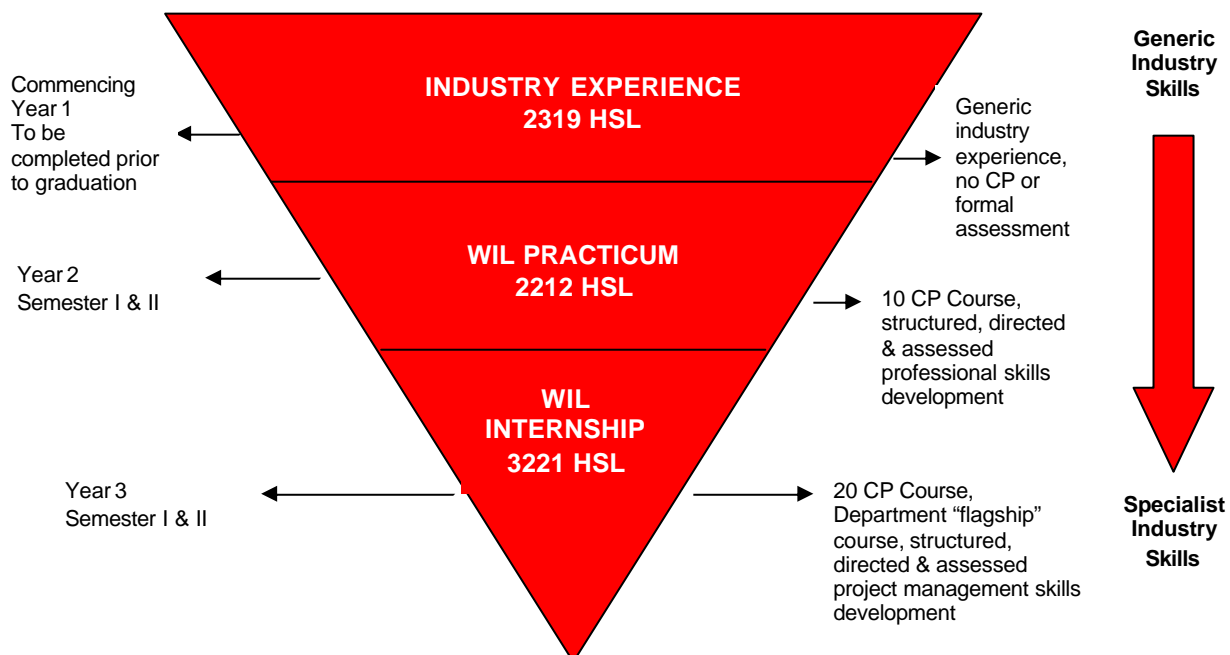 Generic
Industry
Skills
Commencing
Year 1
To be
completed prior
to graduation
INDUSTRY EXPERIENCE
2319 HSL
Generic
industry
experience,
no CP or
formal
assessment
Year 2
Semester I & II
WIL PRACTICUM
2212 HSL
10 CP Course,
structured, directed
& assessed
professional skills
development
WIL
INTERNSHIP
3221 HSL
Year 3
Semester I & II
20 CP Course,
Department “flagship”
course, structured,
directed & assessed
project management skills
development
Specialist
Industry
Skills